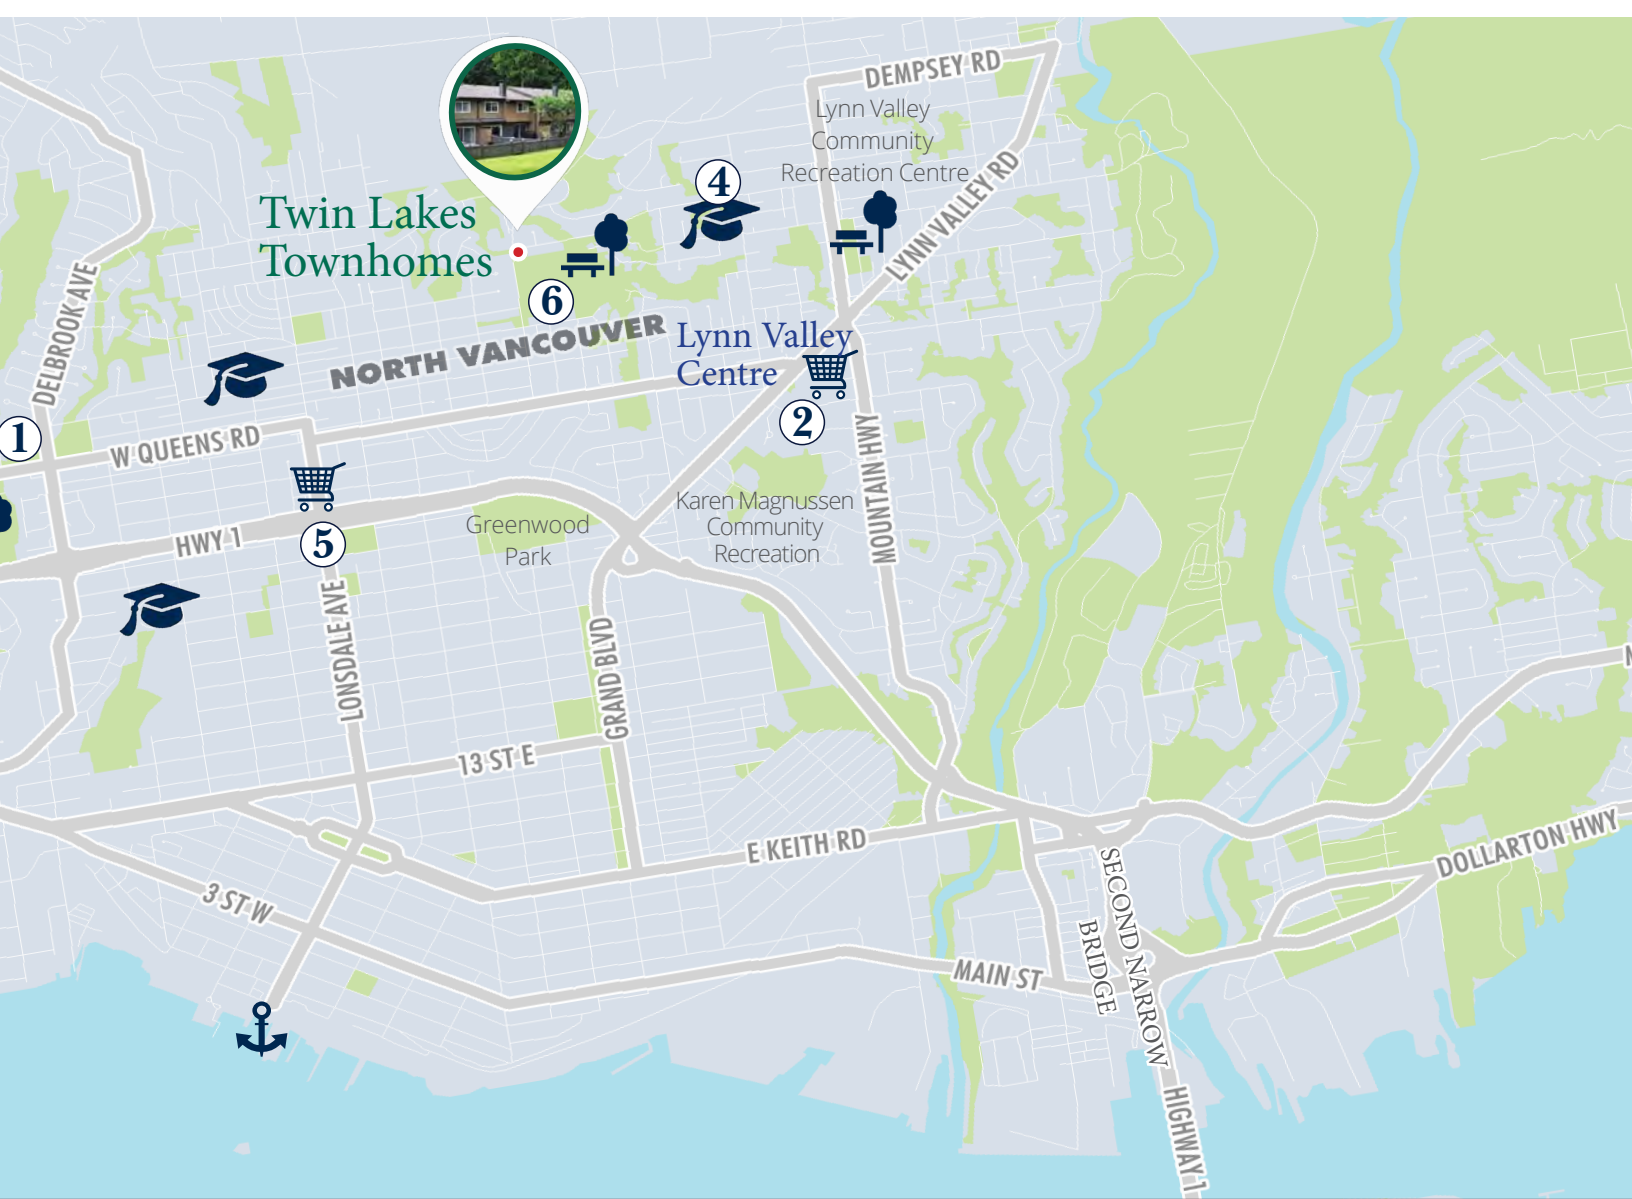 DEMPSEY RD
Lynn Valley
Community
Recreation Centre
LYNN VALLEY RD
4
Twin Lakes
Townhomes
6
DELBROOK AVE
NORTH VANCOUVER
Lynn Valley
Centre
2
1
W QUEENS RD
MOUNTAIN HWY
HWY 1
5
Greenwood
Park
Karen Magnussen
Community
Recreation
LONSDALE AVE
GRAND BLVD
13 ST E
E KEITH RD
DOLLARTON HWY
3 ST W
SECOND NARROW
BRIDGE
MAIN ST
HIGHWAY 1